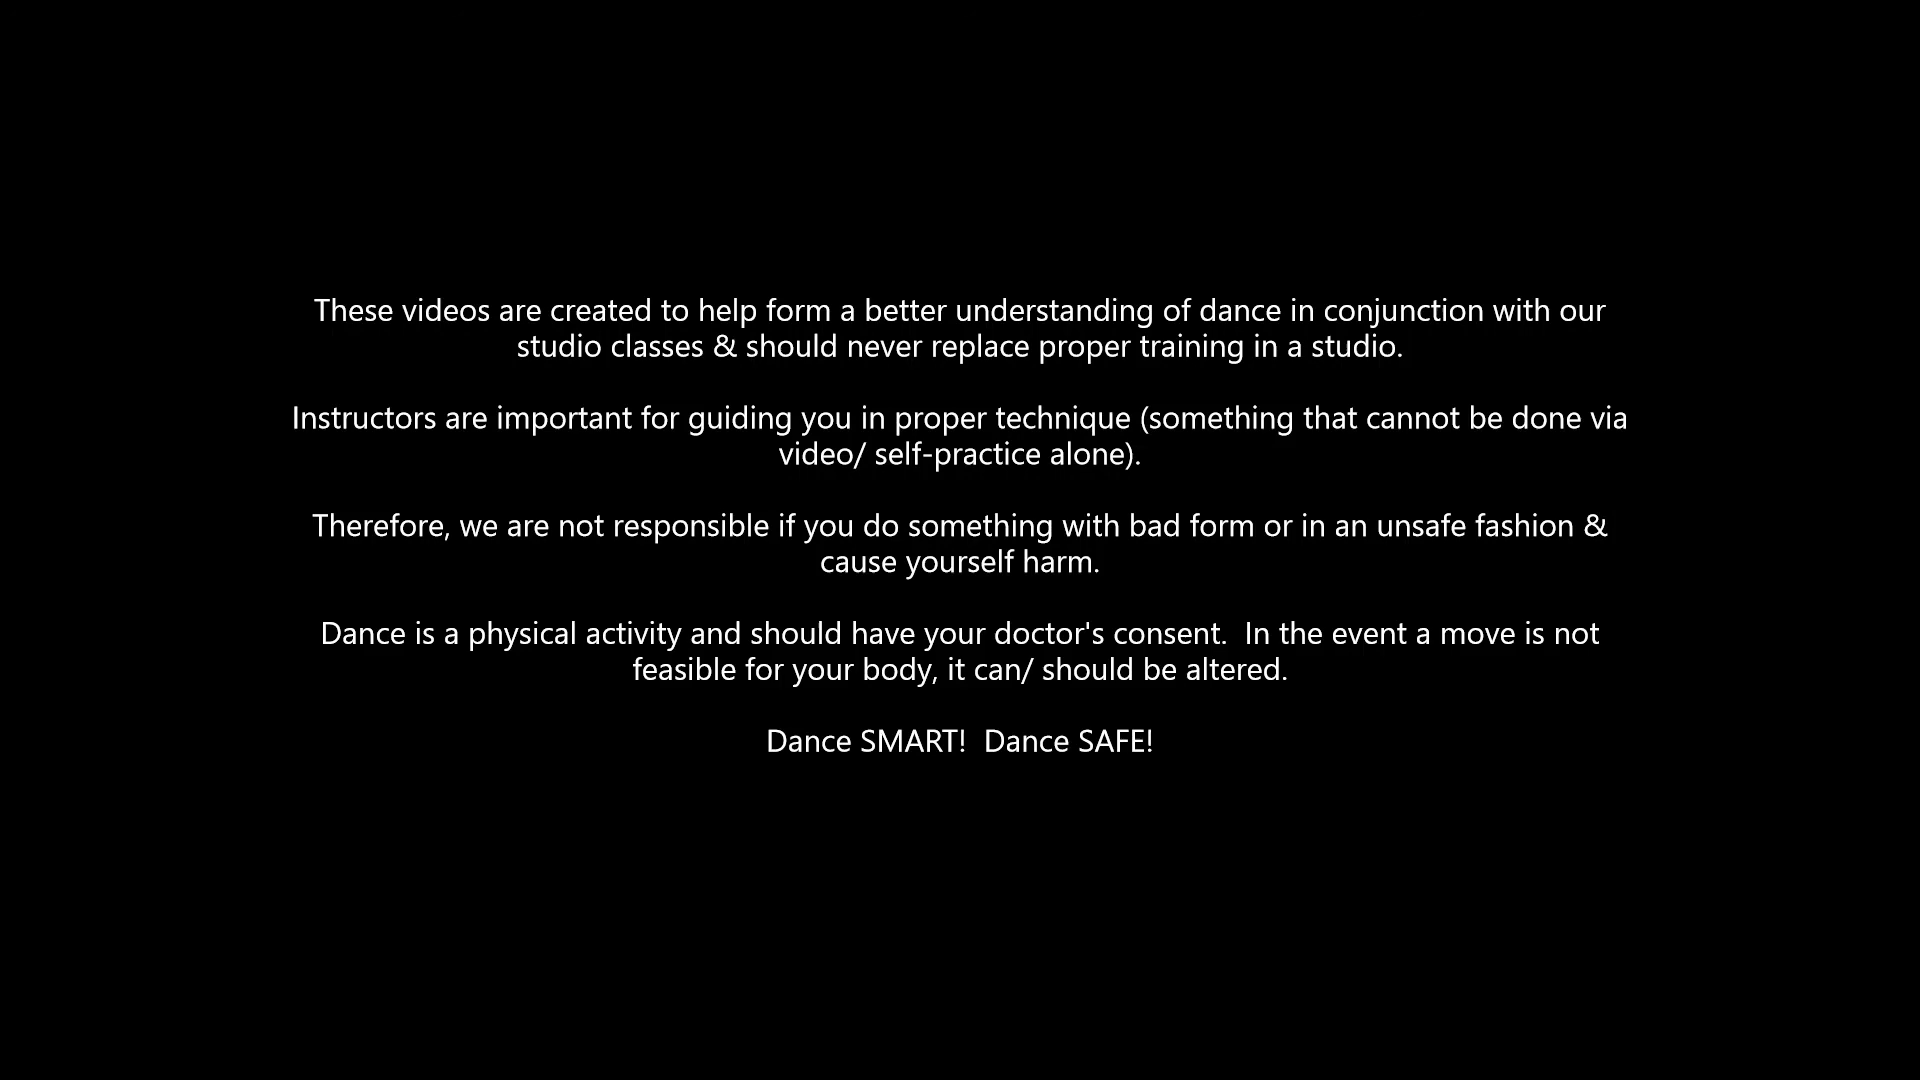 These videos are created to help form a better understanding of dance in conjunction with our
studio classes & should never replace proper training in a studio.
Instructors are important for guiding you in proper technique (something that cannot be done via
video/ self-practice alone).
Therefore, we are not responsible if you do something with bad form or in an unsafe fashion &
cause yourself harm.
Dance is a physical activity and should have your doctor's consent.  In the event a move is not
feasible for your body, it can/ should be altered.
Dance SMART!  Dance SAFE!